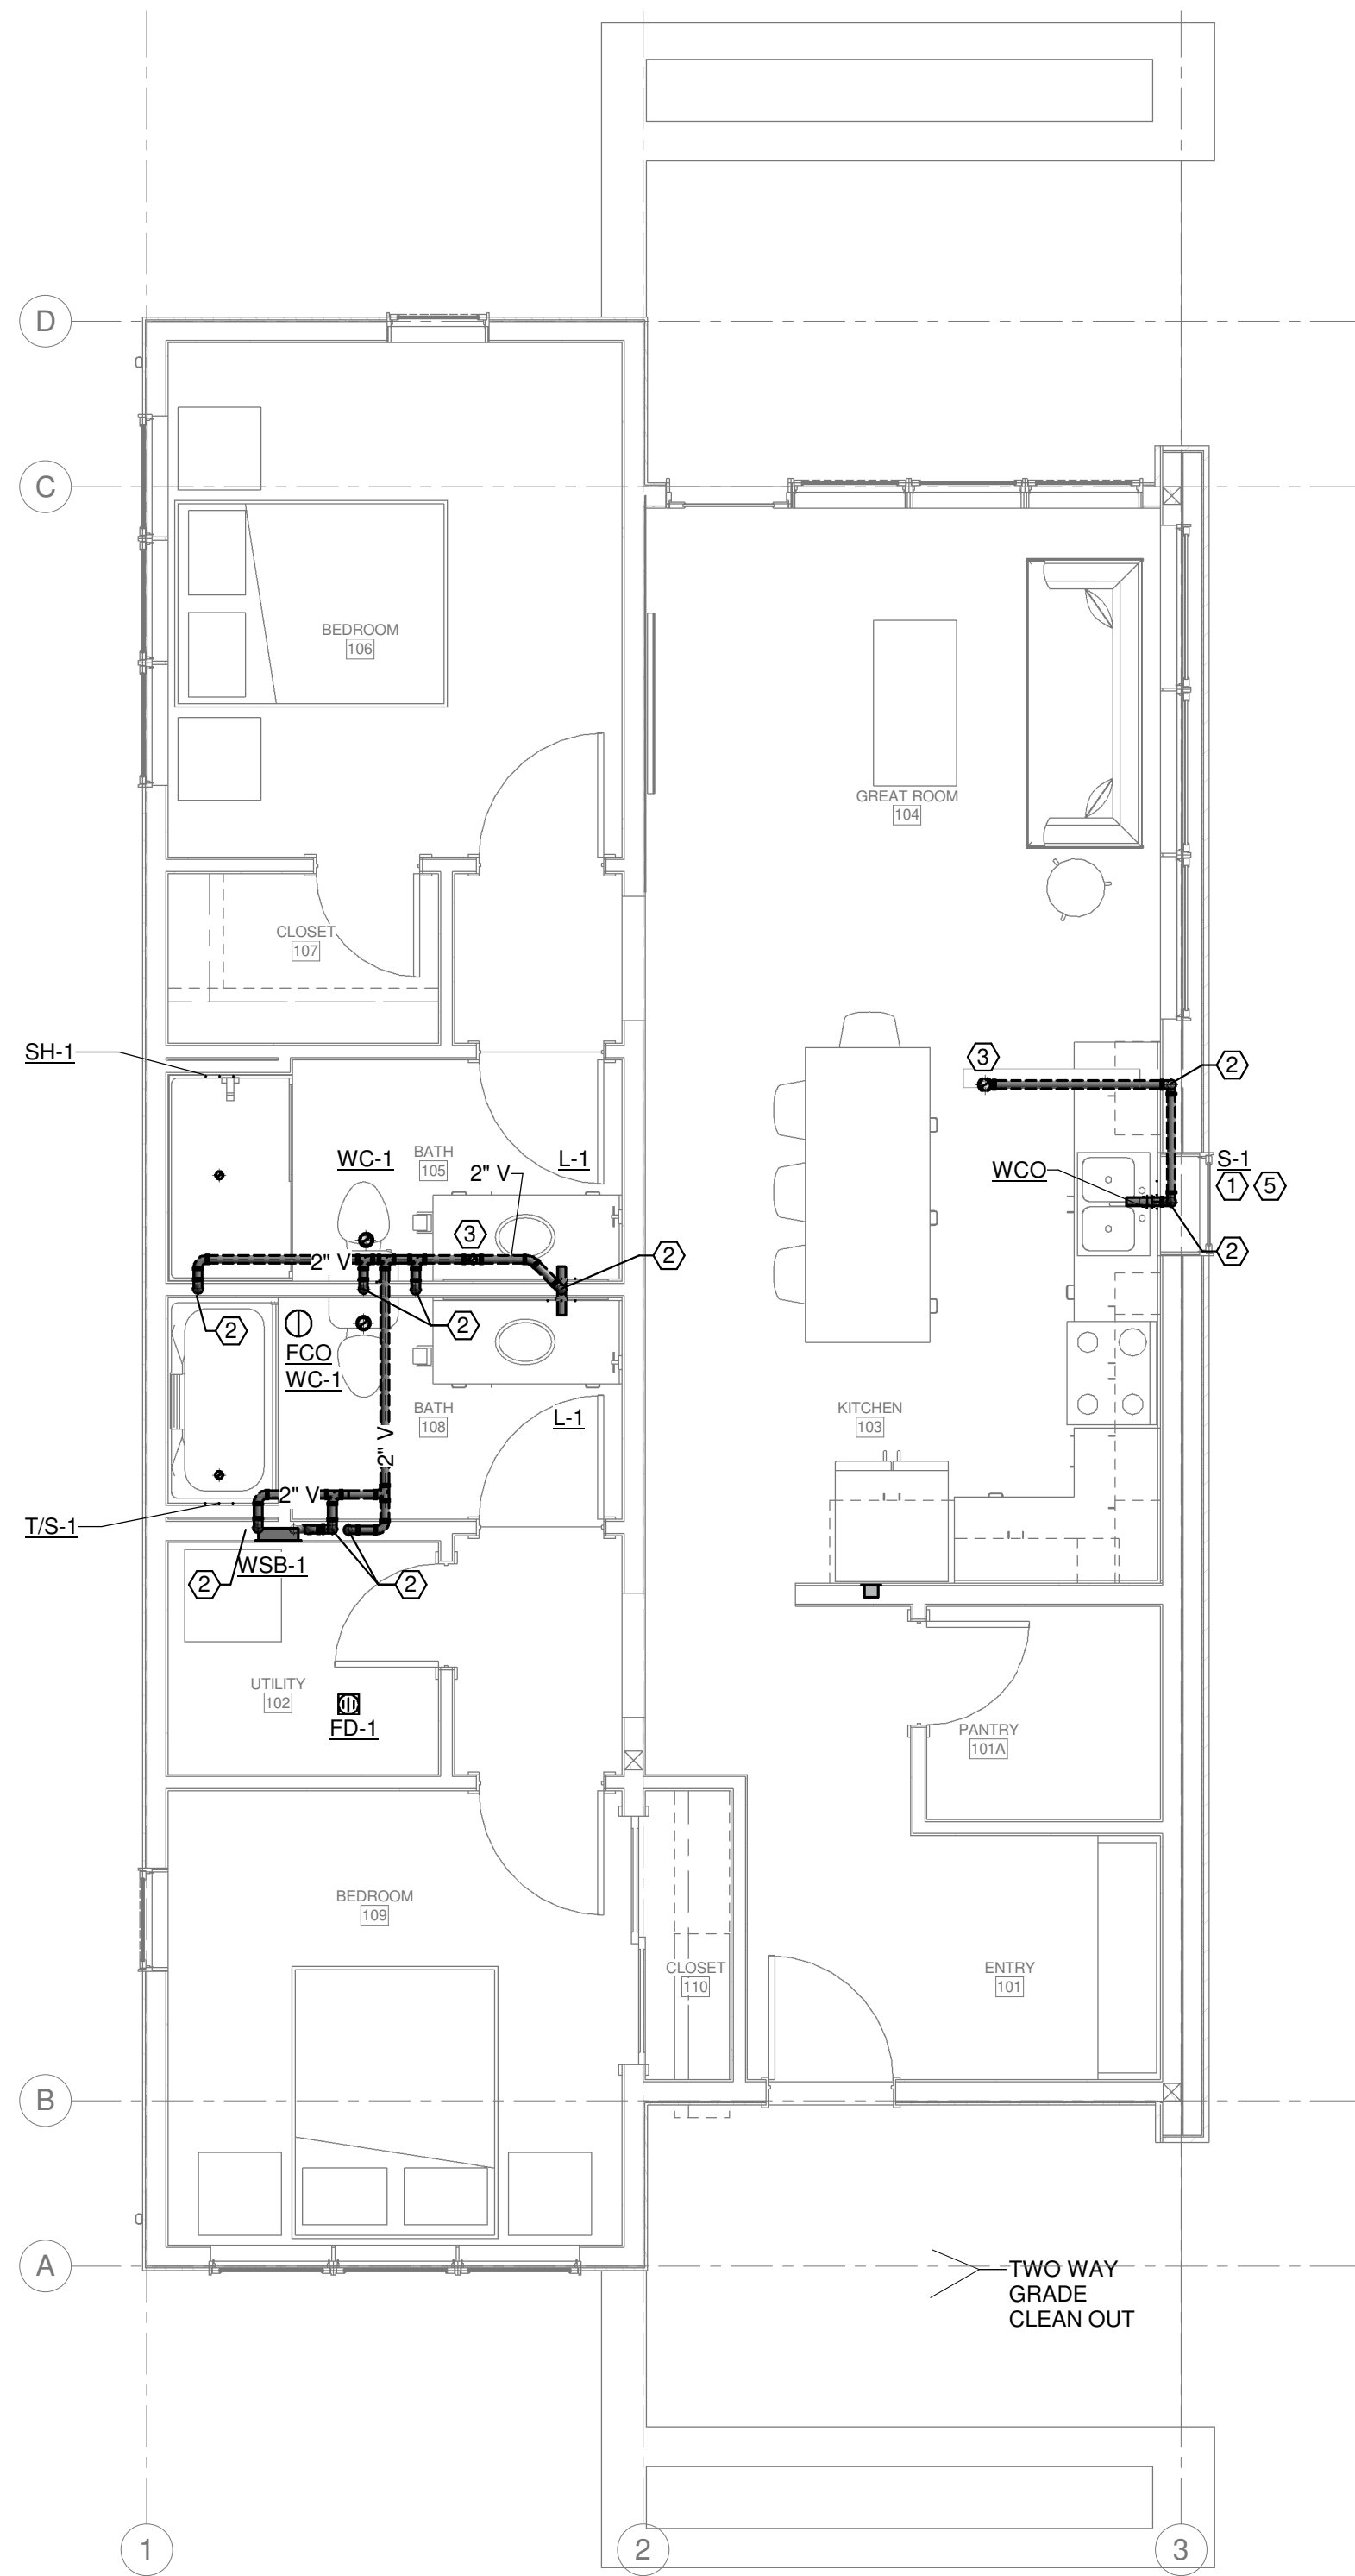 D
C
BEDROOM
106
GREAT ROOM
104
CLOSET
107
SH-1
3
2
WC-1
BATH
105
L-1
2" V
WCO
S-1
1
5
3
2
2
2" V
2
2
FCO
WC-1
2
BATH
108
L-1
KITCHEN
103
2" V
2" V
T/S-1
WSB-1
2
2
UTILITY
102
FD-1
PANTRY
101A
BEDROOM
109
CLOSET
110
ENTRY
101
B
A
TWO WAY
GRADE
CLEAN OUT
1
2
3